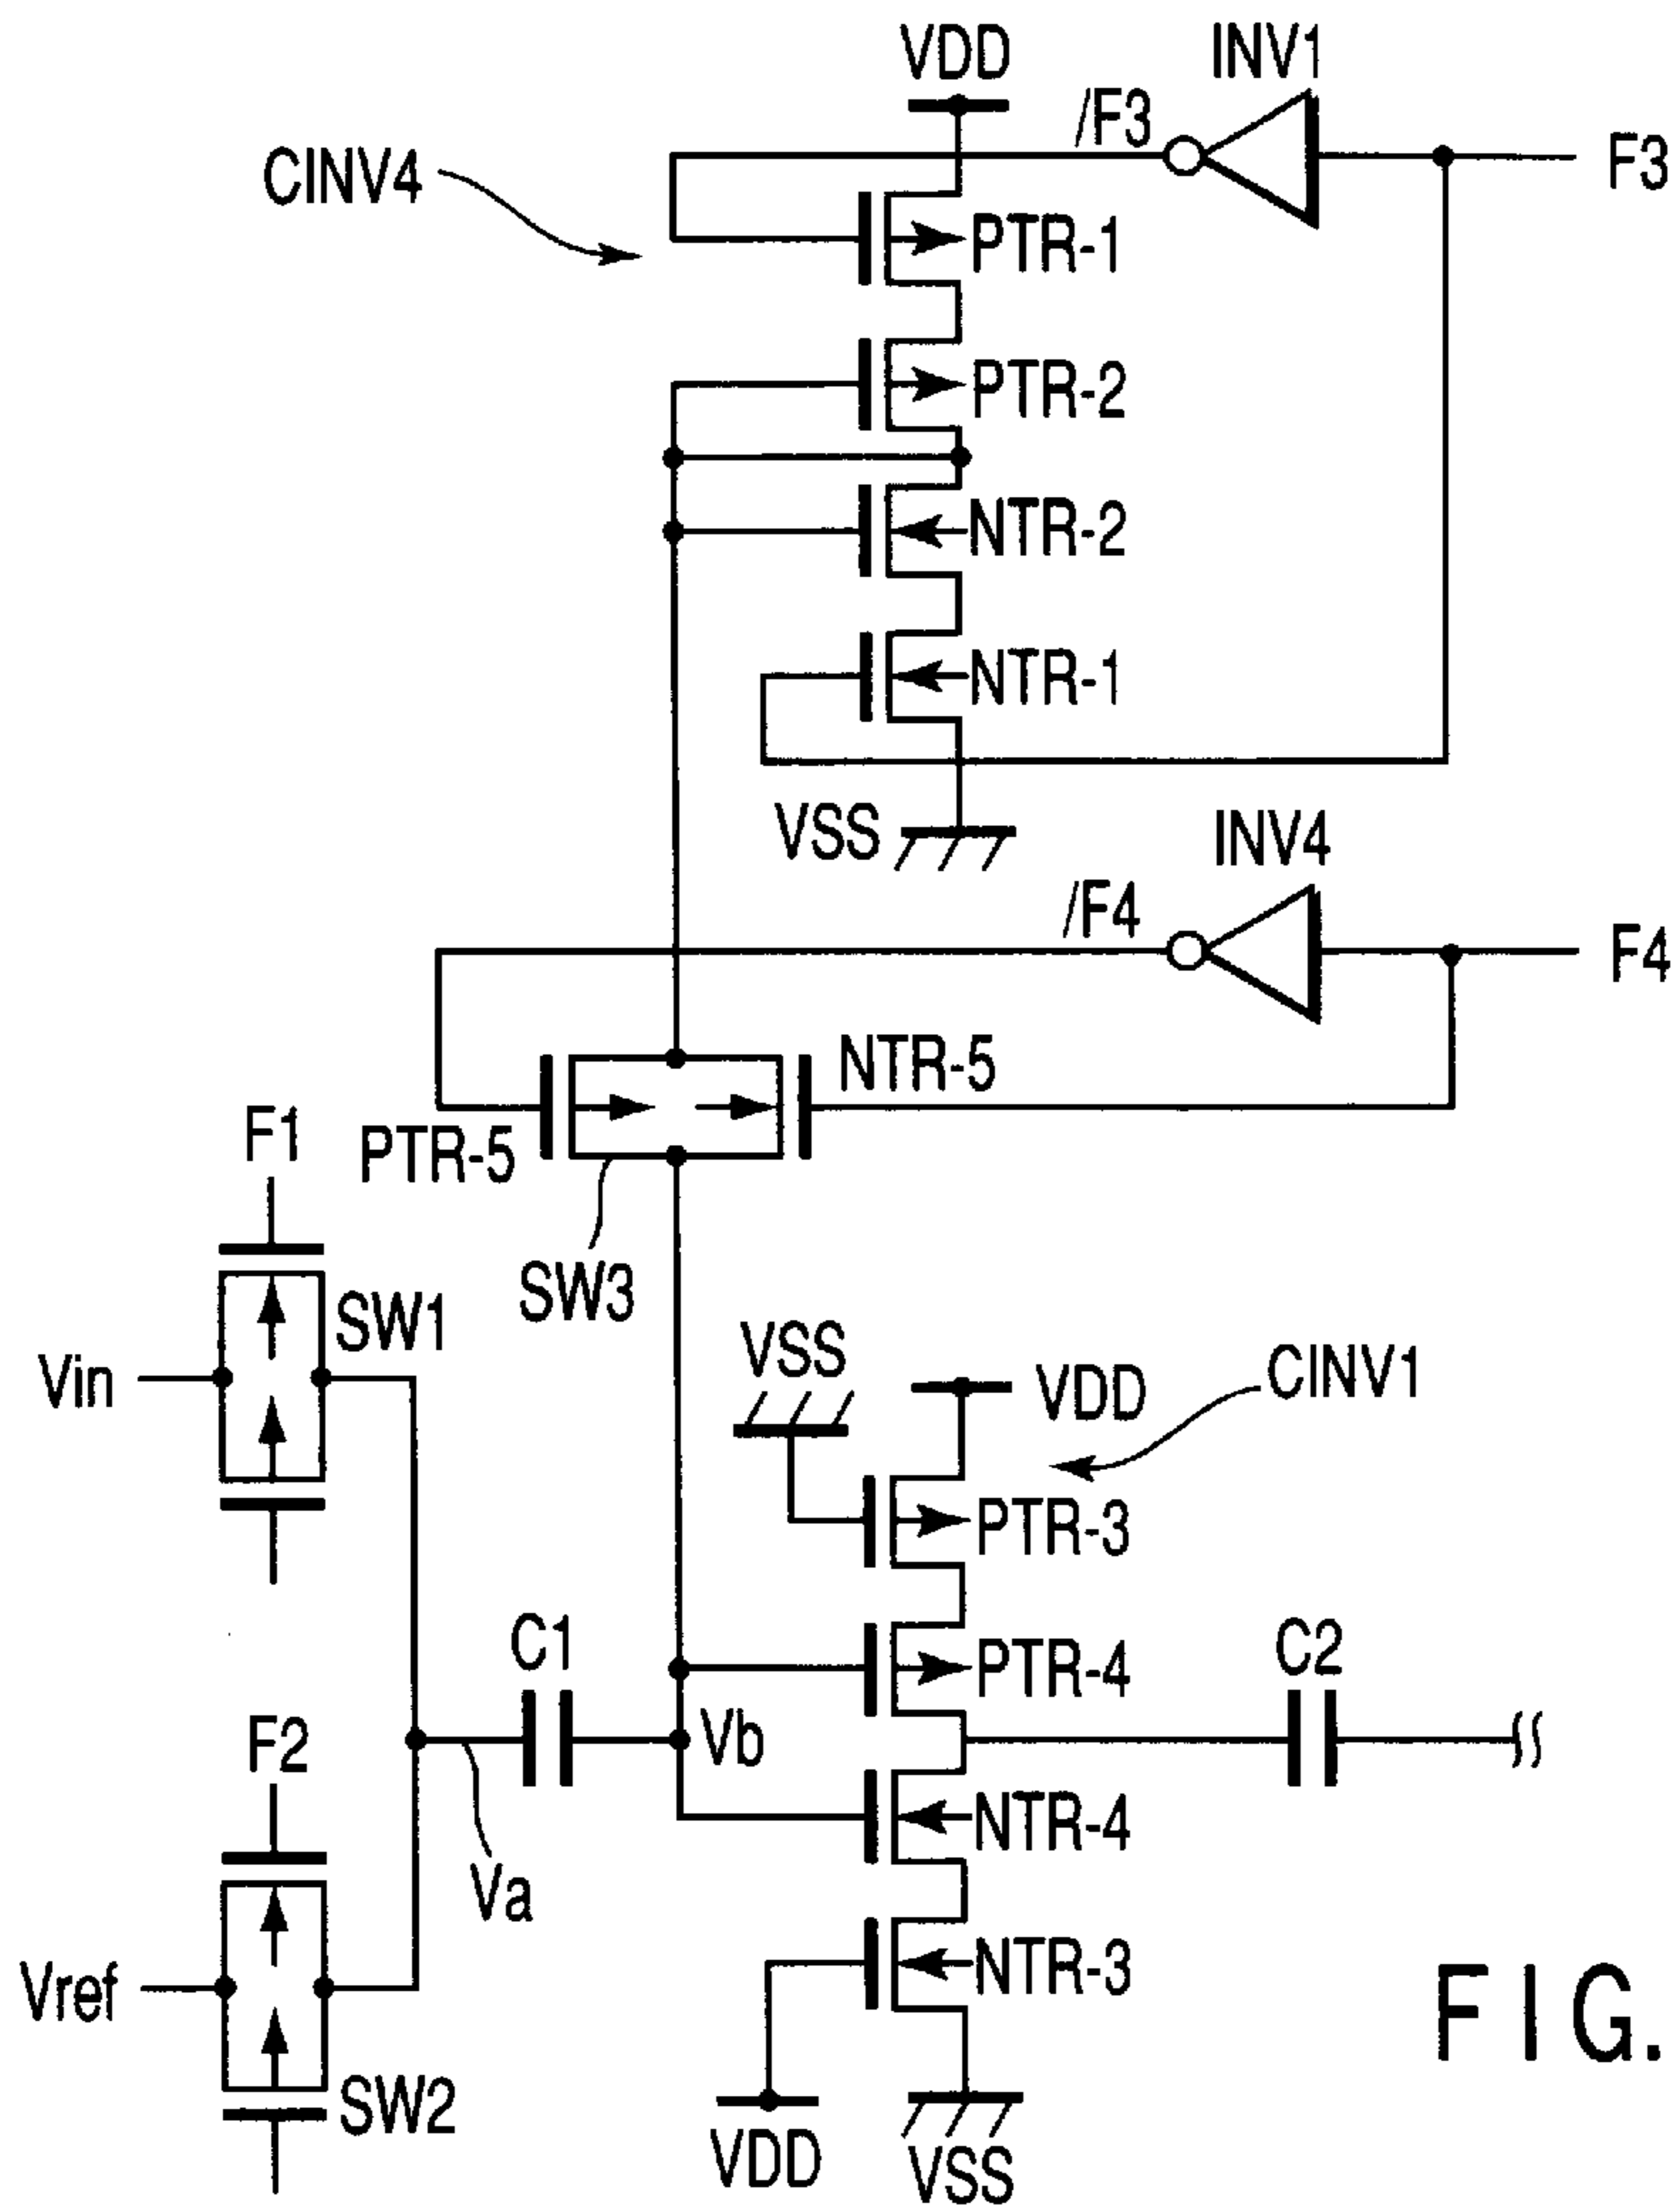 VDD
INV1
/F3
F3
CINV4
PTR-1
PTR-2
NTR-2
NTR-1
VSS
INV4
/F4
F4
NTR-5
F1
PTR-5
SW3
SW1
Vin
VSS
VDD
CINV1
PTR-3
C1
PTR-4
C2
F2
Vb
NTR-4
Va
Vref
NTR-3
SW2
VDD
VSS
FIG.